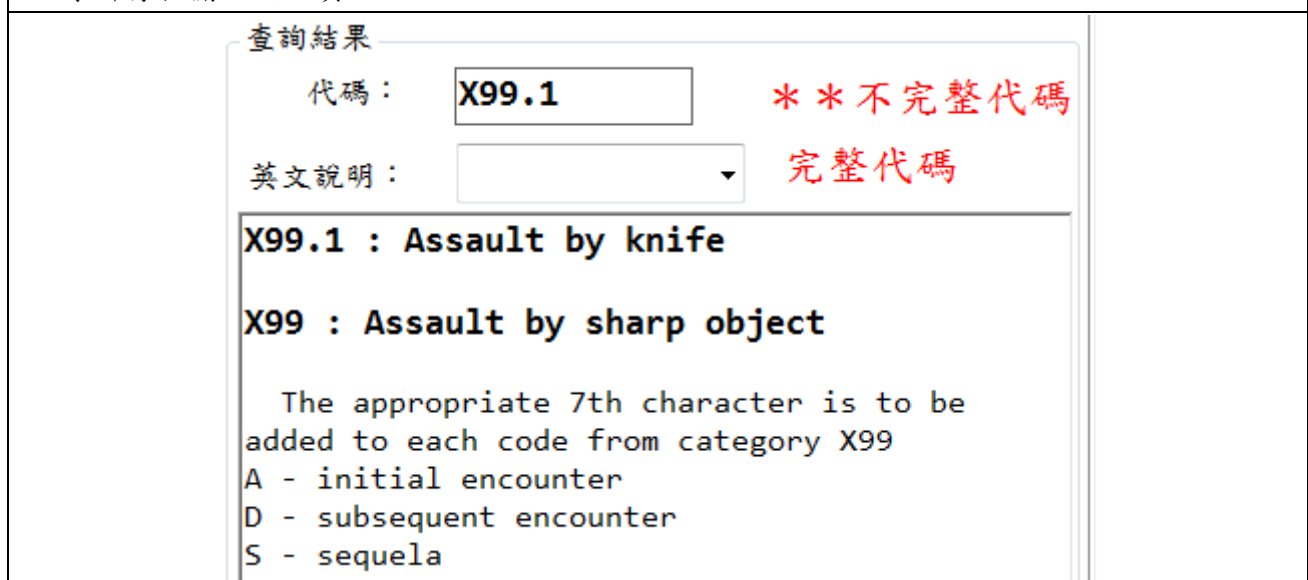 查詢結果
代碼： X99.1 ＊＊不完整代碼
英文說明： 完整代碼
X99.1 : Assault by knife
X99 : Assault by sharp object
The appropriate 7th character is to be
added to each code from category X99
A - initial encounter
D - subsequent encounter
S - sequela